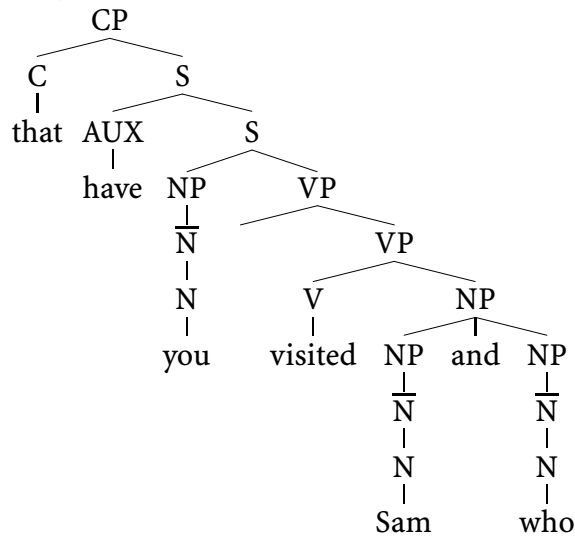 CP
C S
that AUX S
have NP VP
N̅ VP
N V NP
you visited NP and NP
N̅ N̅
N N
Sam who